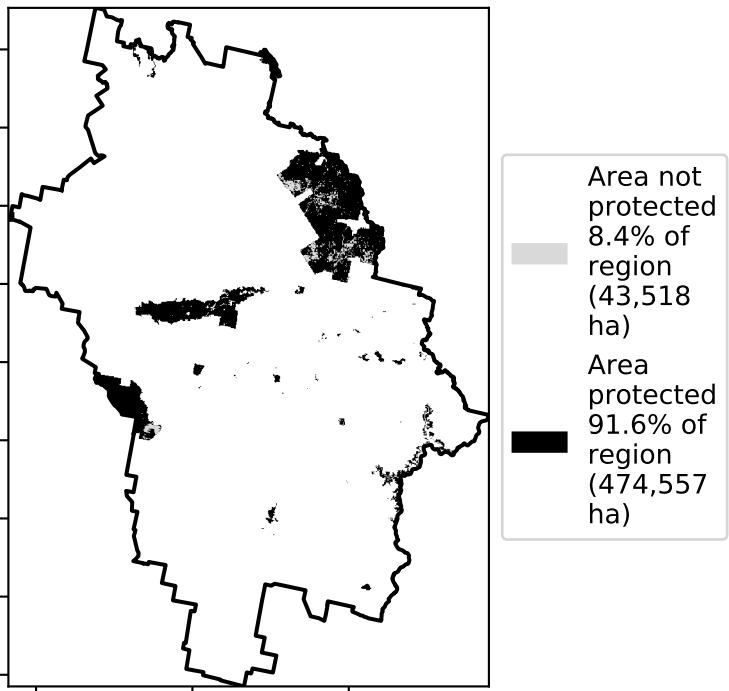 Area not
protected
8.4% of
region
(43,518
ha)
Area
protected
91.6% of
region
(474,557
ha)